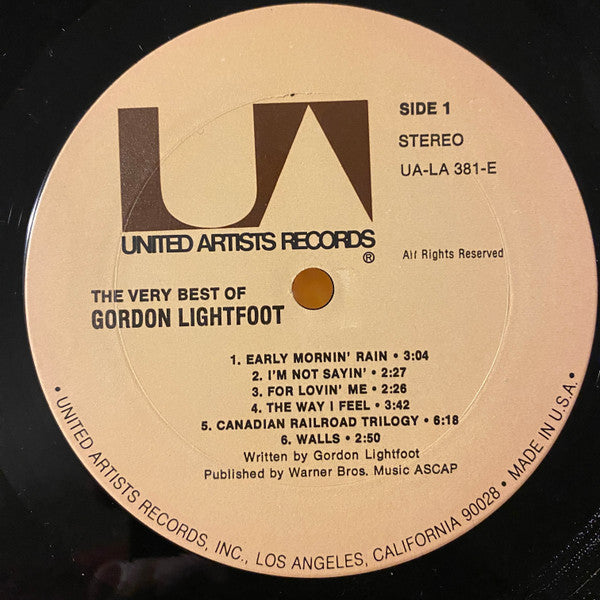 UA
SIDE 1
STEREO
UA-LA 381-E
UNITED ARTISTS RECORDS
®
All Rights Reserved
THE VERY BEST OF
GORDON LIGHTFOOT
1. EARLY MORNIN' RAIN • 3:04
2. I'M NOT SAYIN' • 2:27
3. FOR LOVIN' ME • 2:26
4. THE WAY I FEEL • 3:42
5. CANADIAN RAILROAD TRILOGY • 6:18
6. WALLS • 2:50
Written by Gordon Lightfoot
Published by Warner Bros. Music ASCAP
• UNITED ARTISTS RECORDS, INC., LOS ANGELES, CALIFORNIA 90028 • MADE IN U.S.A. •